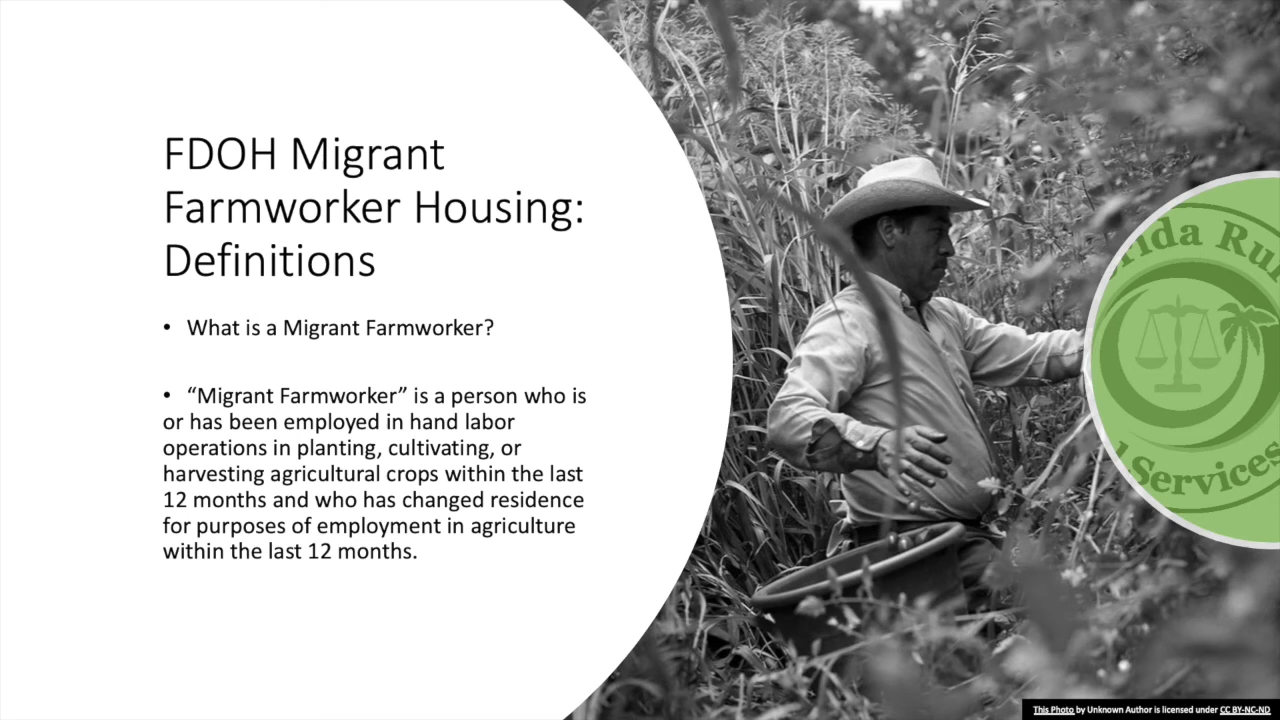 FDOH Migrant
Farmworker Housing:
Definitions
• What is a Migrant Farmworker?
• “Migrant Farmworker” is a person who is
or has been employed in hand labor
operations in planting, cultivating, or
harvesting agricultural crops within the last
12 months and who has changed residence
for purposes of employment in agriculture
within the last 12 months.
Services
This Photo by Unknown Author is licensed under CC BY-NC-ND